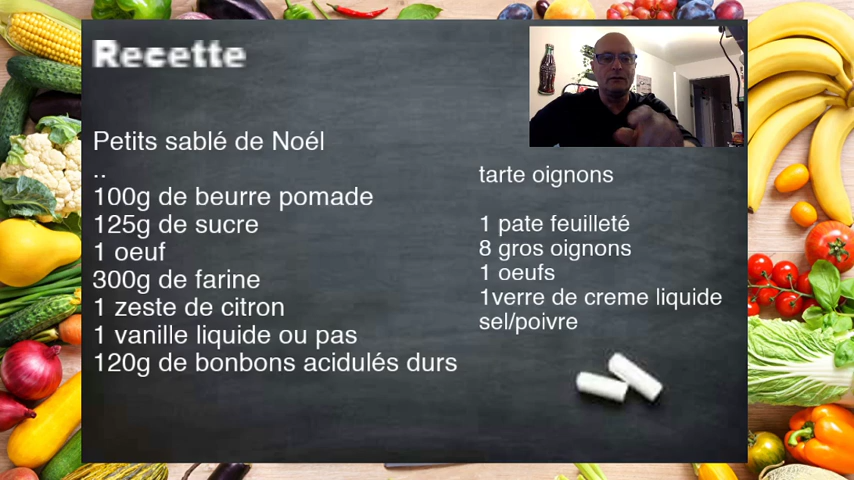 Recette
Petits sablé de Noél
..
100g de beurre pomade
125g de sucre
1 oeuf
300g de farine
1 zeste de citron
1 vanille liquide ou pas
120g de bonbons acidulés durs
tarte oignons
1 pate feuilleté
8 gros oignons
1 oeufs
1verre de creme liquide
sel/poivre